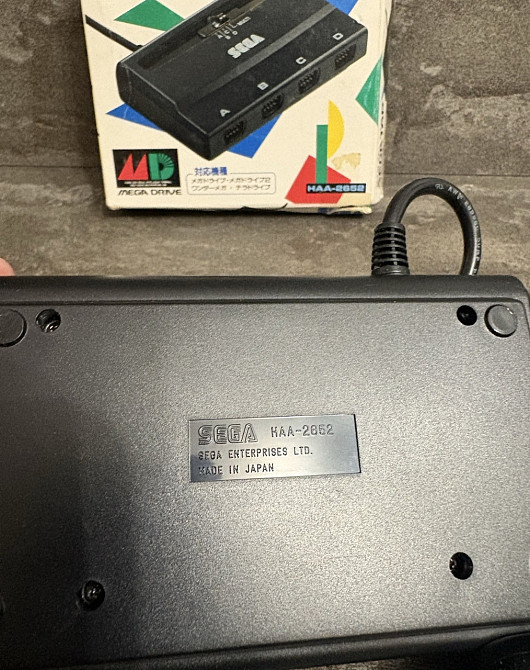 SEGA
A B C D
MD
MEGA DRIVE
対応機種
メガドライブ・メガドライブ2
ワンダーメガ・テラドライブ
HAA-2652
SEGA HAA-2652
SEGA ENTERPRISES LTD.
MADE IN JAPAN